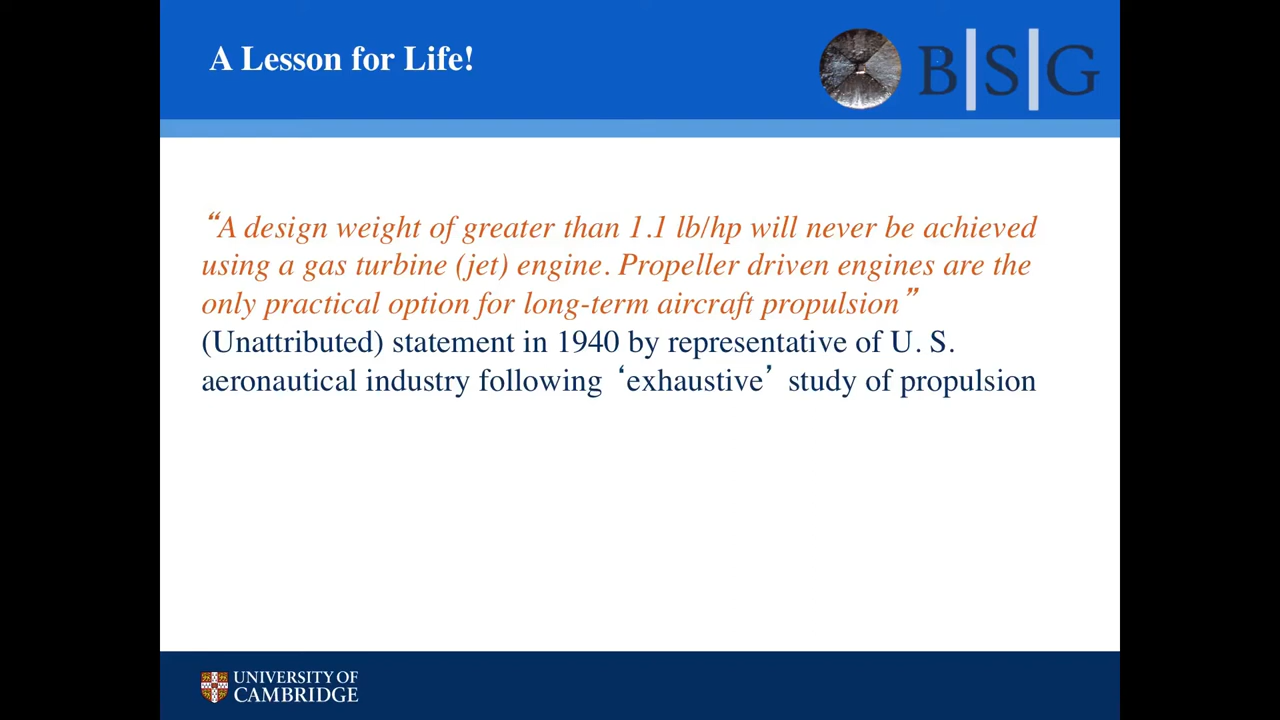 A Lesson for Life!
B|S|G
“A design weight of greater than 1.1 lb/hp will never be achieved
using a gas turbine (jet) engine. Propeller driven engines are the
only practical option for long-term aircraft propulsion”
(Unattributed) statement in 1940 by representative of U. S.
aeronautical industry following ‘exhaustive’ study of propulsion
UNIVERSITY OF
CAMBRIDGE